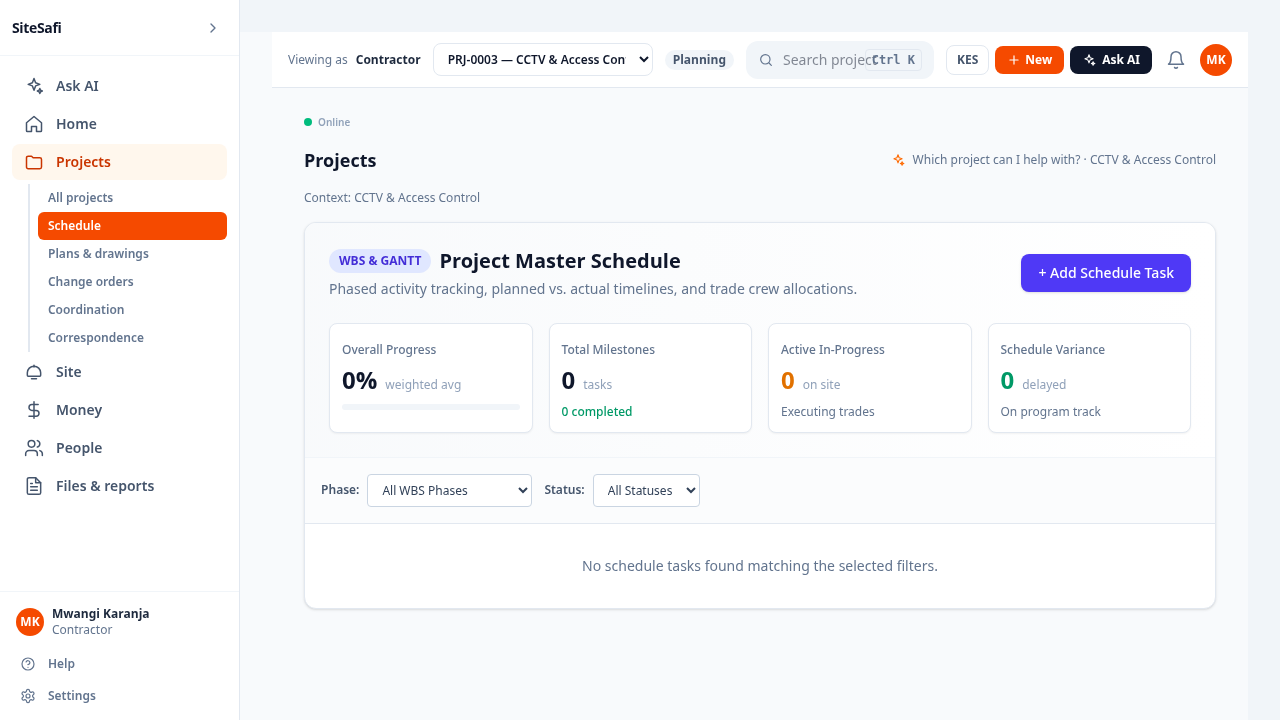 SiteSafi
Ask AI
Home
Projects
All projects
Schedule
Plans & drawings
Change orders
Coordination
Correspondence
Site
Money
People
Files & reports
MK
Mwangi Karanja
Contractor
Help
Settings
Viewing as Contractor
PRJ-0003 — CCTV & Access Con
Planning
Search project
Ctrl K
KES
+ New
Ask AI
MK
Online
Projects
Which project can I help with? · CCTV & Access Control
Context: CCTV & Access Control
WBS & GANTT Project Master Schedule
Phased activity tracking, planned vs. actual timelines, and trade crew allocations.
+ Add Schedule Task
Overall Progress
0% weighted avg
Total Milestones
0 tasks
0 completed
Active In-Progress
0 on site
Executing trades
Schedule Variance
0 delayed
On program track
Phase: All WBS Phases Status: All Statuses
No schedule tasks found matching the selected filters.